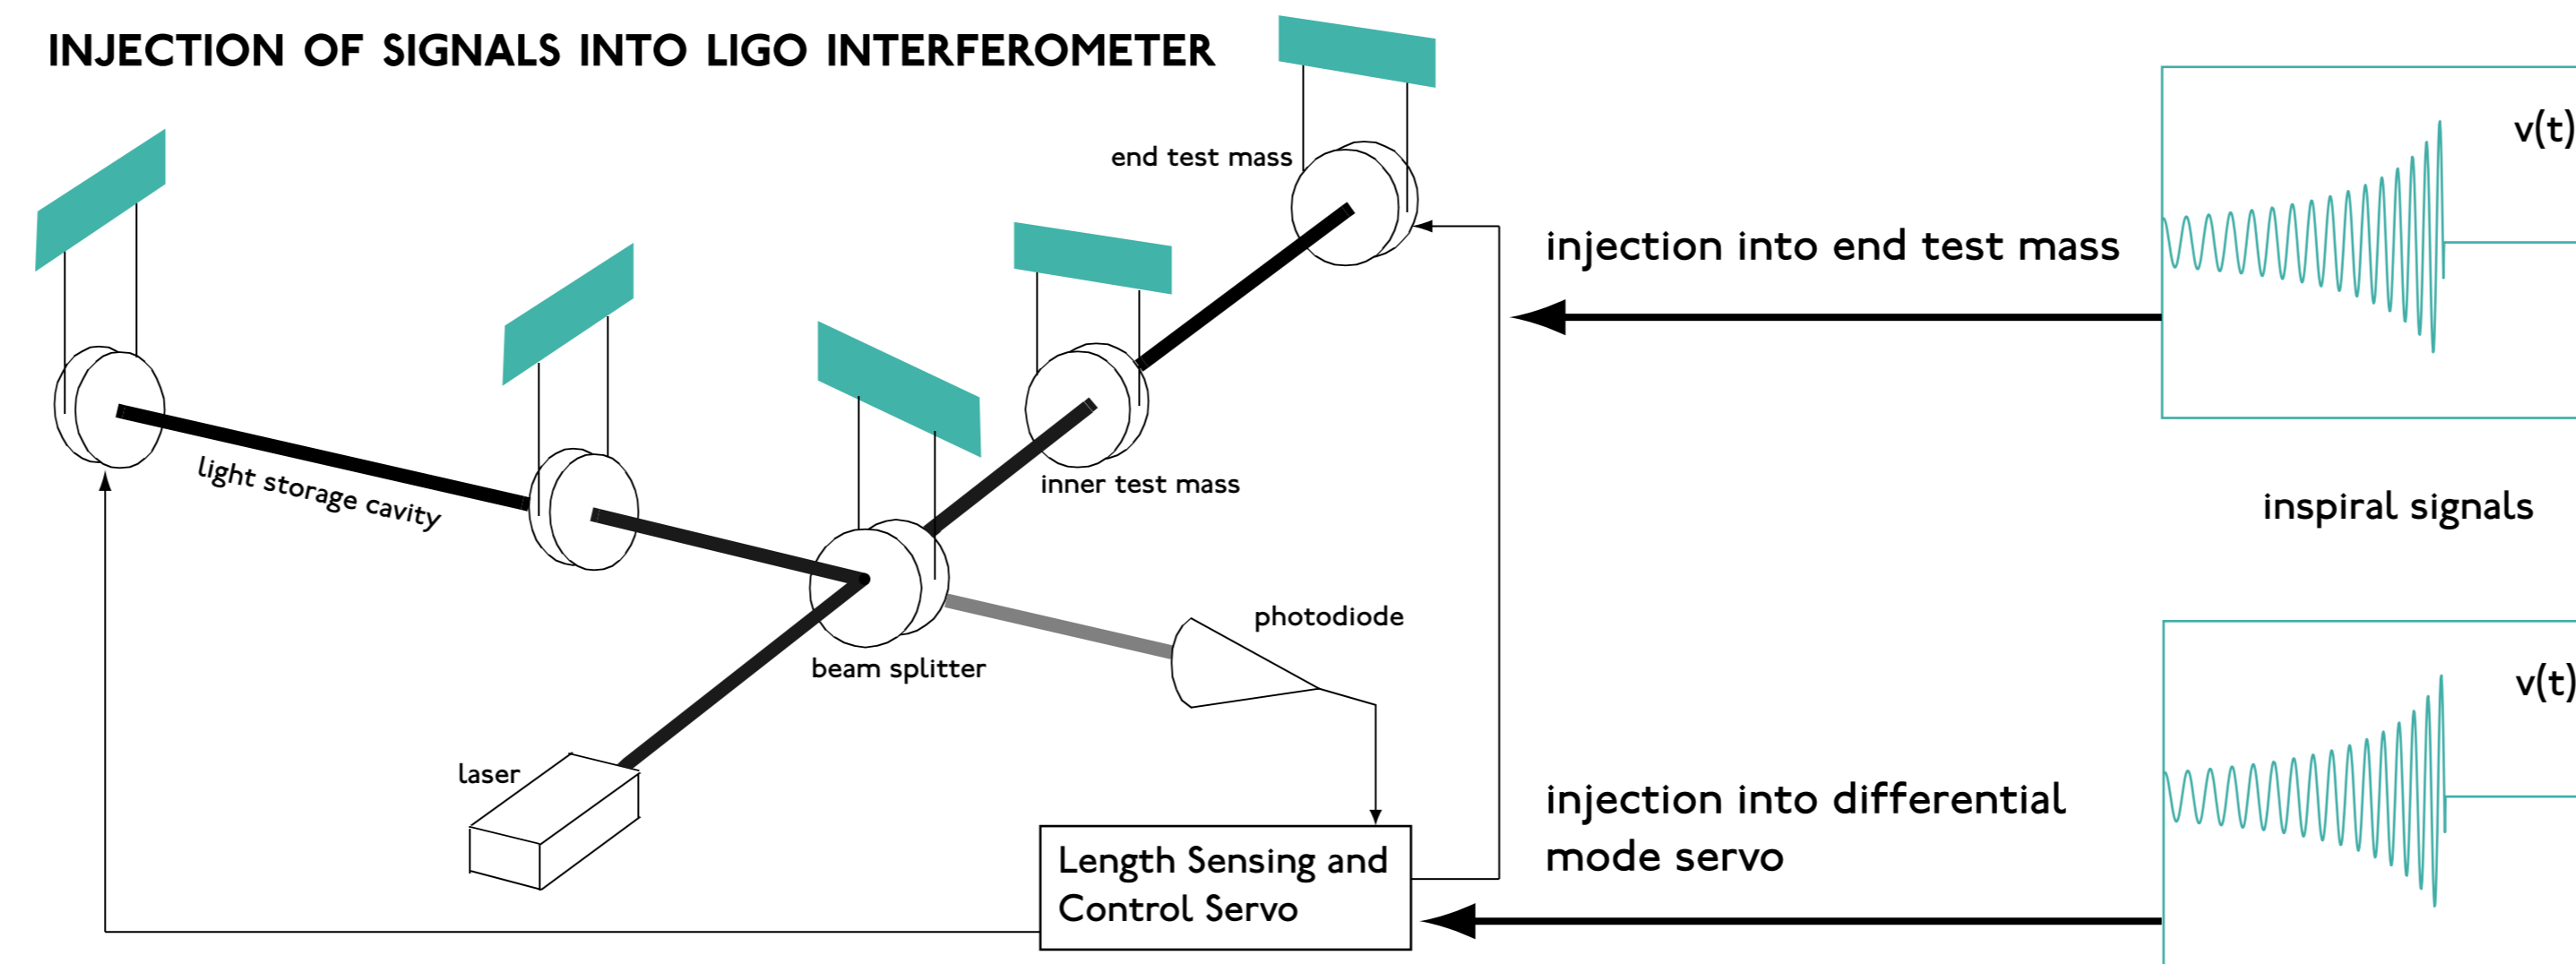 INJECTION OF SIGNALS INTO LIGO INTERFEROMETER
end test mass
v(t)
injection into end test mass
light storage cavity
inner test mass
inspiral signals
photodiode
beam splitter
v(t)
laser
injection into differential
mode servo
Length Sensing and
Control Servo